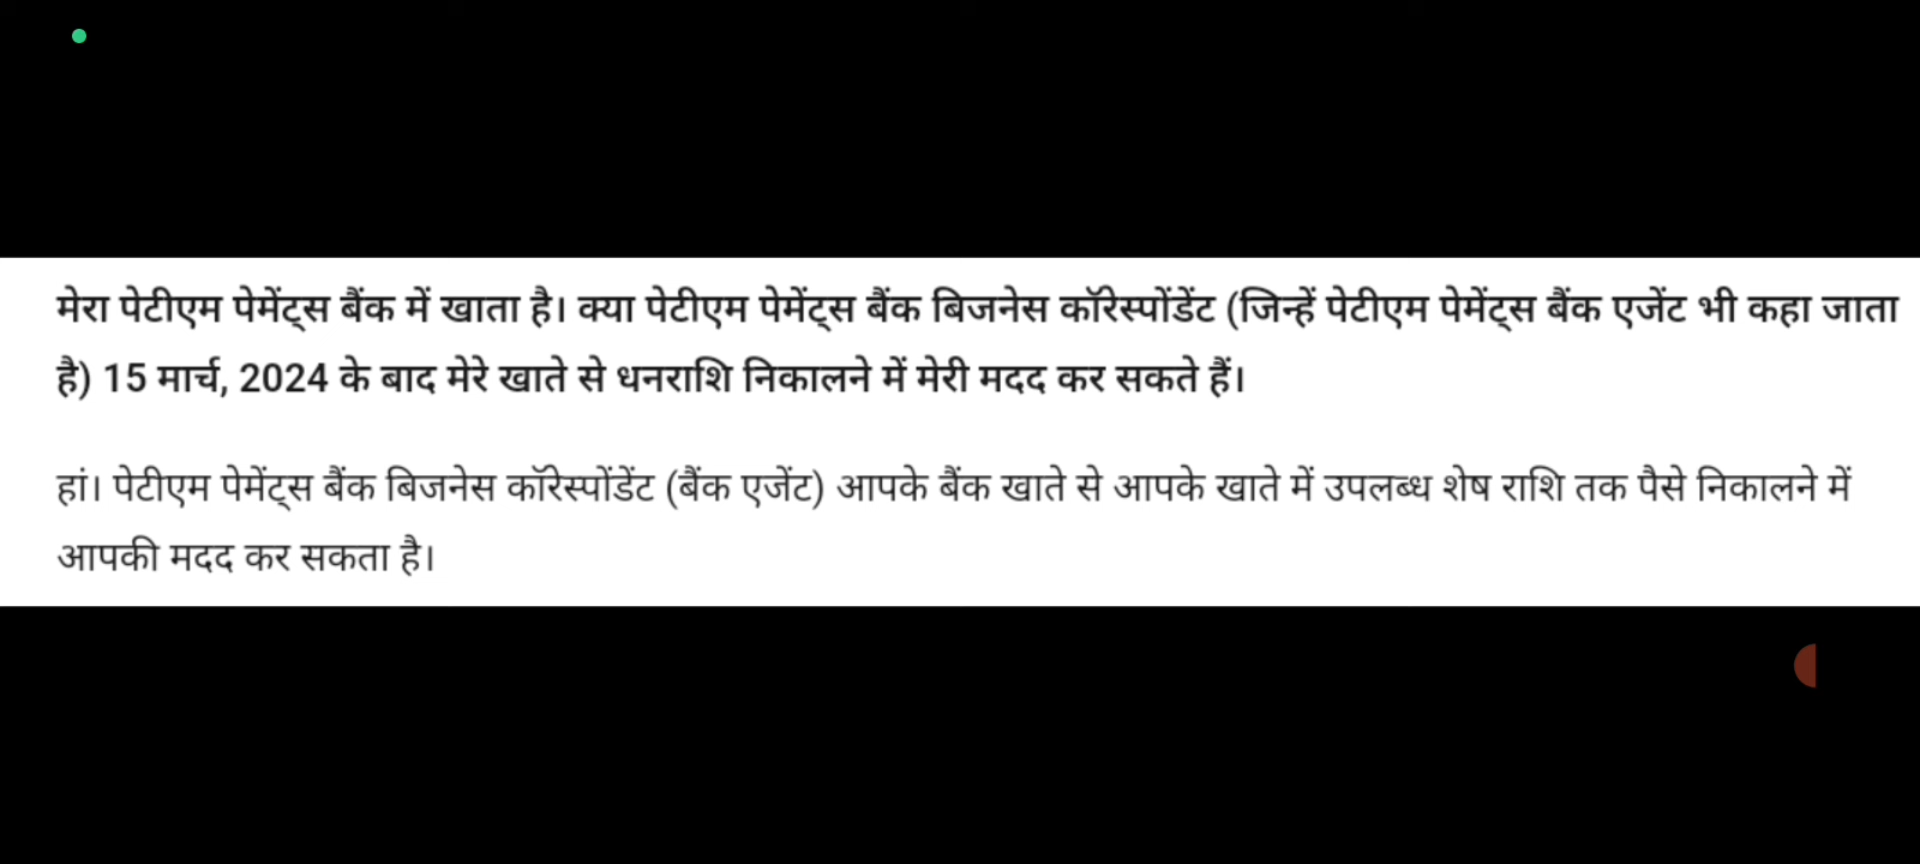 मेरा पेटीएम पेमेंट्स बैंक में खाता है। क्या पेटीएम पेमेंट्स बैंक बिजनेस कॉरेस्पोंडेंट (जिन्हें पेटीएम पेमेंट्स बैंक एजेंट भी कहा जाता
है) 15 मार्च, 2024 के बाद मेरे खाते से धनराशि निकालने में मेरी मदद कर सकते हैं।
हां। पेटीएम पेमेंट्स बैंक बिजनेस कॉरेस्पोंडेंट (बैंक एजेंट) आपके बैंक खाते से आपके खाते में उपलब्ध शेष राशि तक पैसे निकालने में
आपकी मदद कर सकता है।